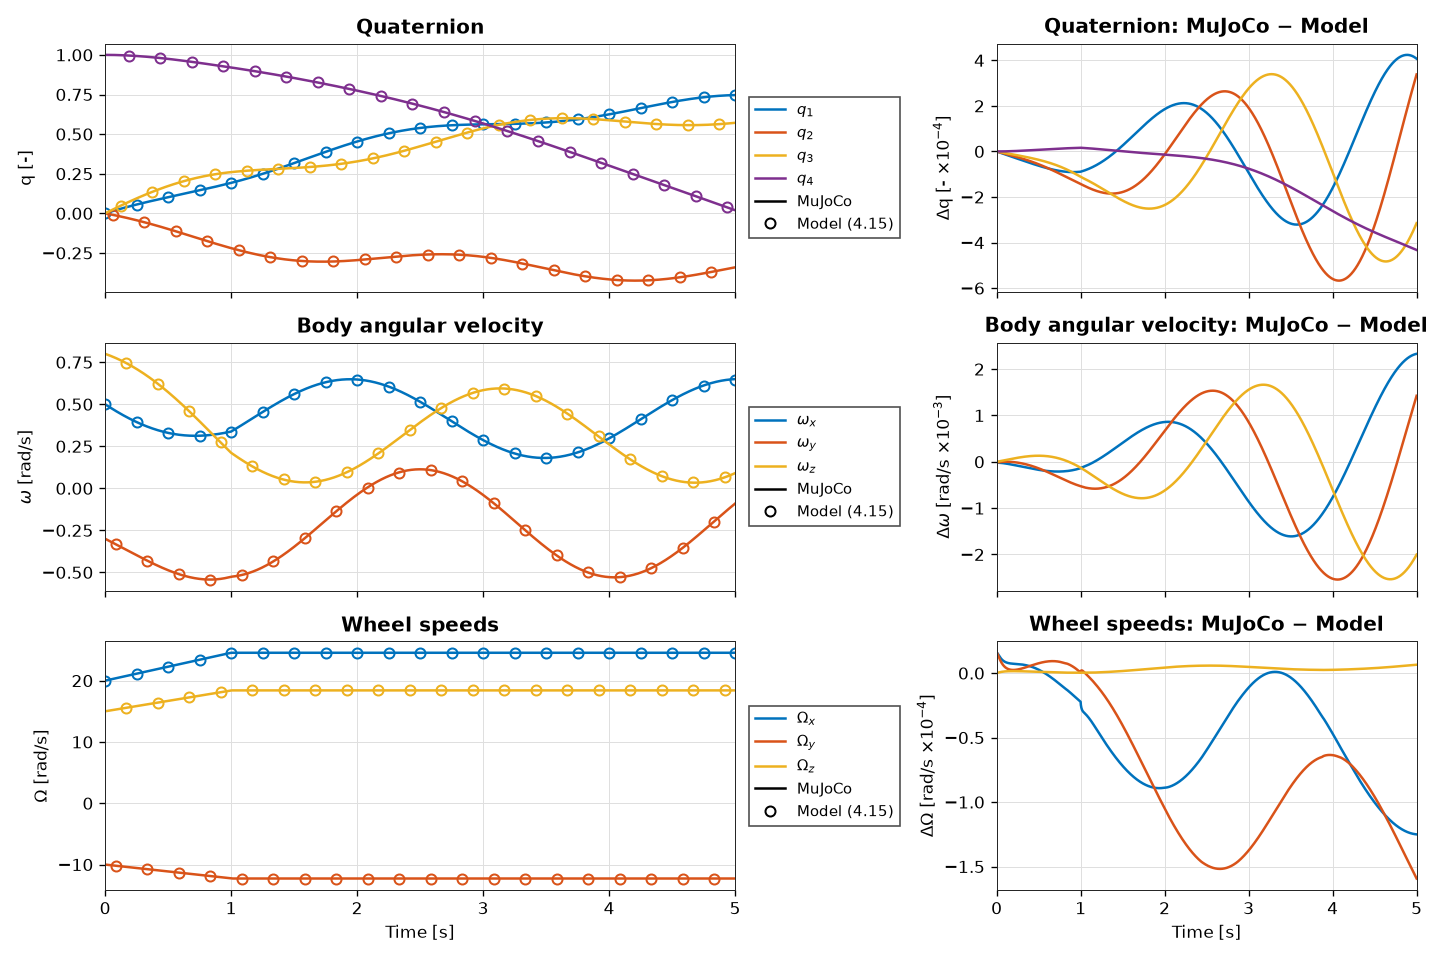 Quaternion
1.00
0.75
0.50
0.25
0.00
−0.25
q [-]
q₁
q₂
q₃
q₄
MuJoCo
Model (4.15)
Quaternion: MuJoCo − Model
4
2
0
−2
−4
−6
Δq [- ×10⁻⁴]
Body angular velocity
0.75
0.50
0.25
0.00
−0.25
−0.50
ω [rad/s]
ωₓ
ω_y
ω_z
MuJoCo
Model (4.15)
Body angular velocity: MuJoCo − Model
2
1
0
−1
−2
Δω [rad/s ×10⁻³]
Wheel speeds
20
10
0
−10
Ω [rad/s]
0 1 2 3 4 5
Time [s]
Ωₓ
Ω_y
Ω_z
MuJoCo
Model (4.15)
Wheel speeds: MuJoCo − Model
0.0
−0.5
−1.0
−1.5
ΔΩ [rad/s ×10⁻⁴]
0 1 2 3 4 5
Time [s]